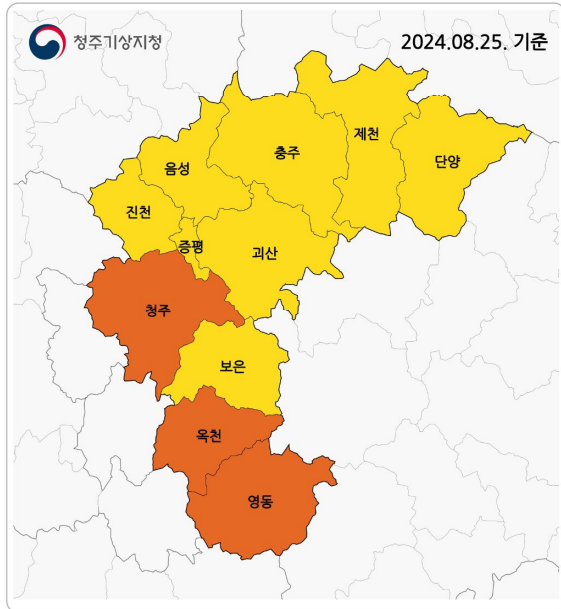 청주기상지청
2024.08.25. 기준
제천
충주
단양
음성
진천
증평
괴산
청주
보은
옥천
영동